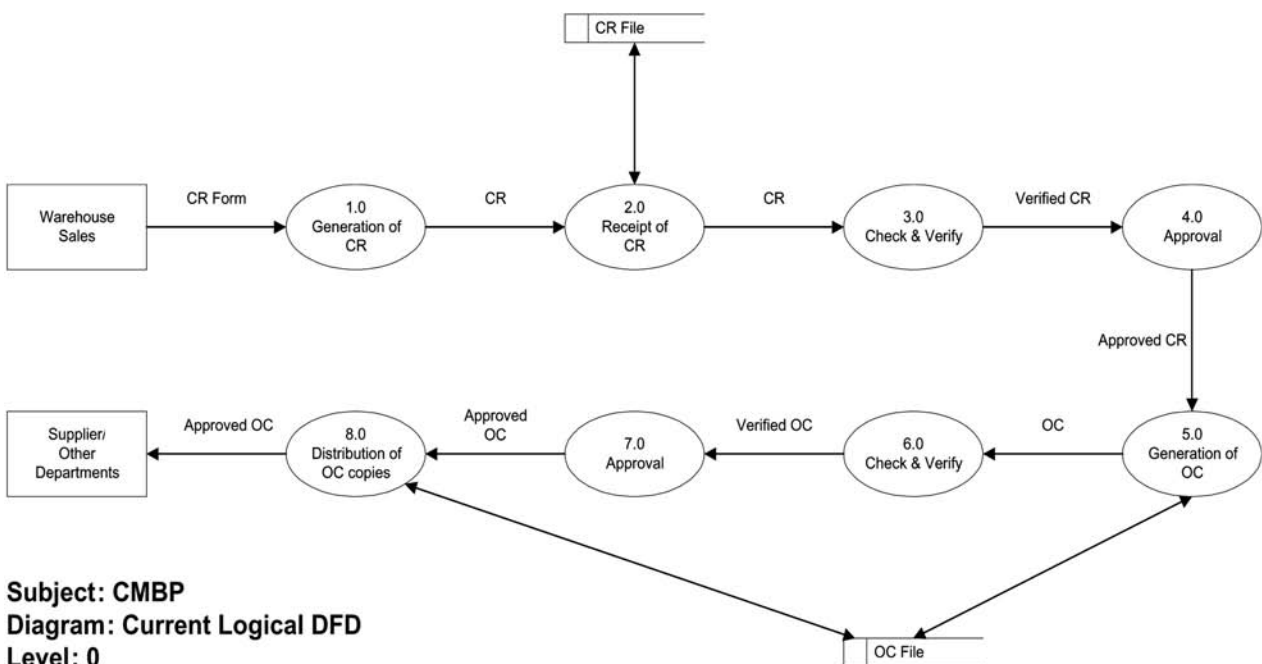 CR File
Warehouse
Sales
CR Form
1.0
Generation of
CR
CR
2.0
Receipt of
CR
CR
3.0
Check & Verify
Verified CR
4.0
Approval
Approved CR
Supplier/
Other
Departments
Approved OC
8.0
Distribution of
OC copies
Approved
OC
7.0
Approval
Verified OC
6.0
Check & Verify
OC
5.0
Generation of
OC
Subject: CMBP
Diagram: Current Logical DFD
Level: 0
OC File